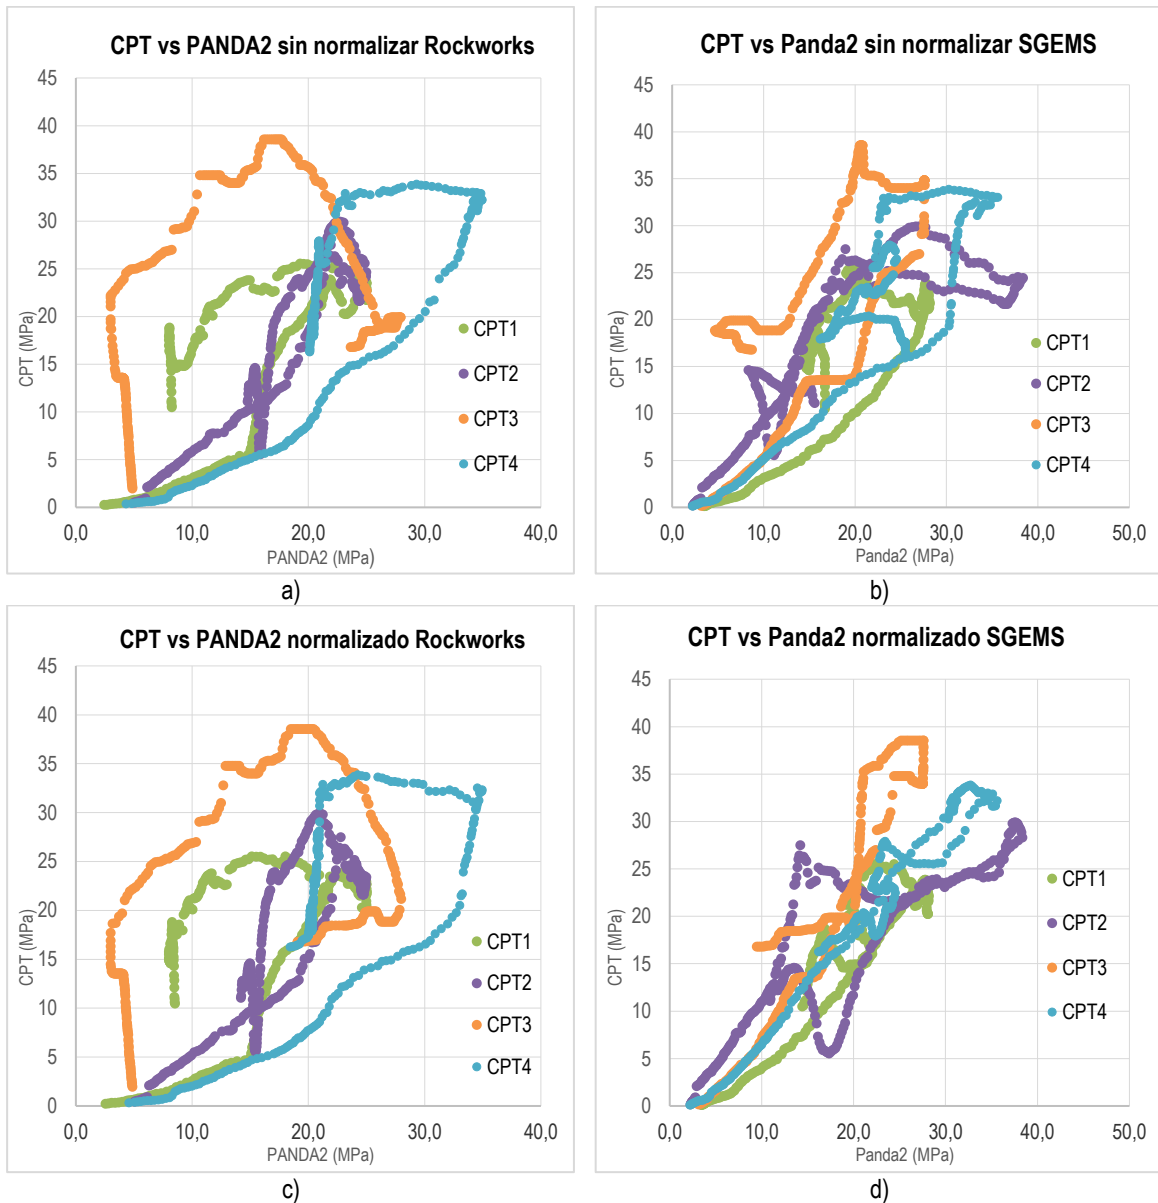 CPT vs PANDA2 sin normalizar Rockworks
45
40
35
30
25
20
15
10
5
0
CPT (MPa)
0,0 10,0 20,0 30,0 40,0
PANDA2 (MPa)
CPT1
CPT2
CPT3
CPT4
a)
CPT vs Panda2 sin normalizar SGEMS
45
40
35
30
25
20
15
10
5
0
CPT (MPa)
0,0 10,0 20,0 30,0 40,0 50,0
Panda2 (MPa)
CPT1
CPT2
CPT3
CPT4
b)
CPT vs PANDA2 normalizado Rockworks
45
40
35
30
25
20
15
10
5
0
CPT (MPa)
0,0 10,0 20,0 30,0 40,0
PANDA2 (MPa)
CPT1
CPT2
CPT3
CPT4
c)
CPT vs Panda2 normalizado SGEMS
45
40
35
30
25
20
15
10
5
0
CPT (MPa)
0,0 10,0 20,0 30,0 40,0 50,0
Panda2 (MPa)
CPT1
CPT2
CPT3
CPT4
d)